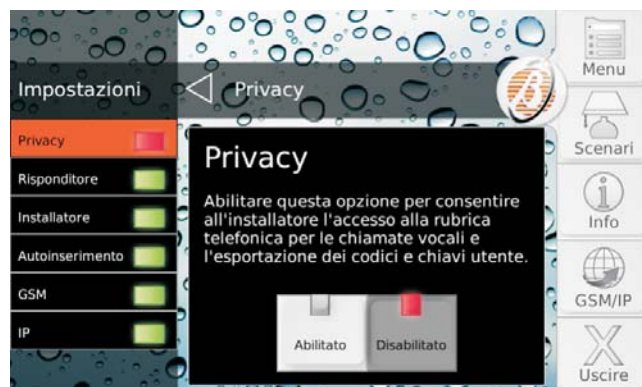 Impostazioni
Privacy
Menu
Privacy
Risponditore
Installatore
Autoinserimento
GSM
IP
Privacy
Abilitare questa opzione per consentire
all'installatore l'accesso alla rubrica
telefonica per le chiamate vocali e
l'esportazione dei codici e chiavi utente.
Abilitato
Disabilitato
Scenari
Info
GSM/IP
Uscire